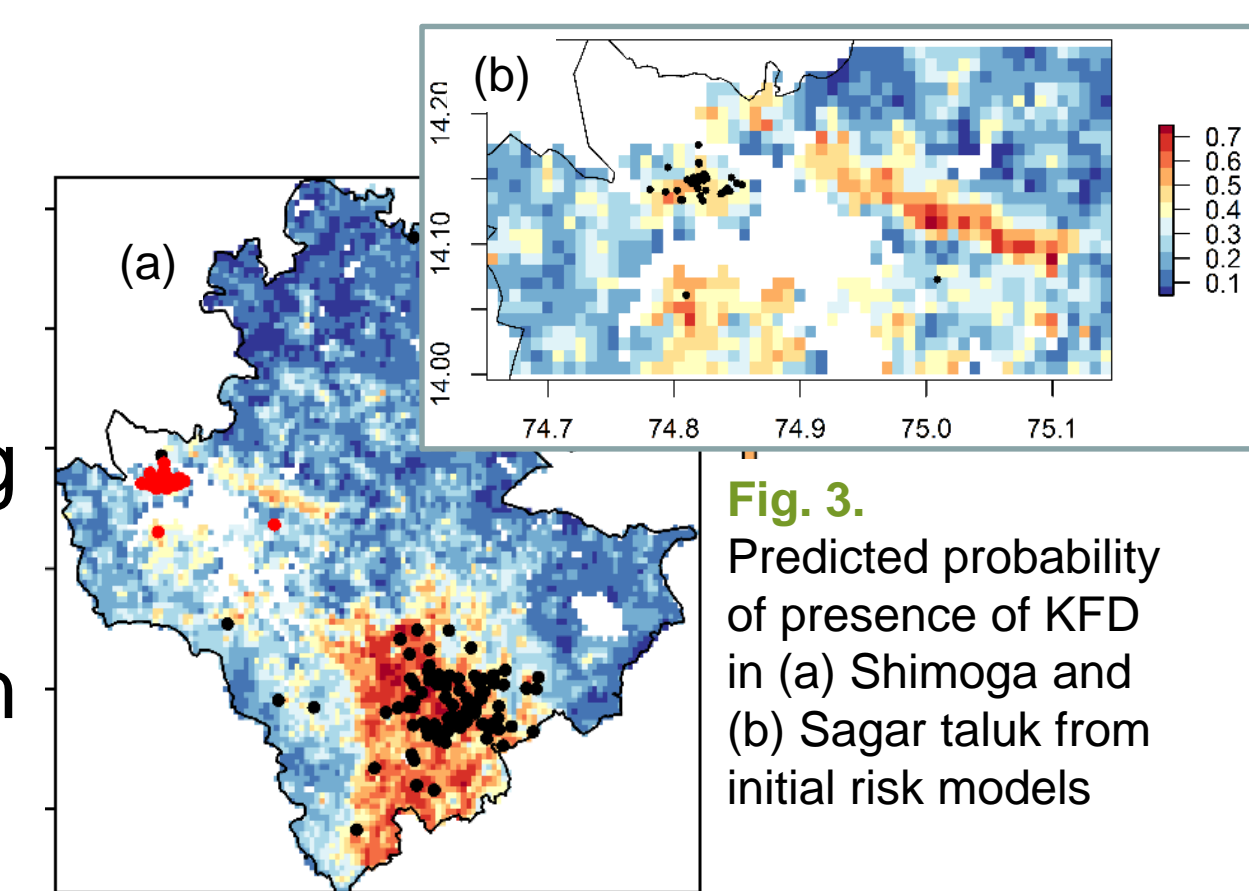 (b)
14.20
14.10
14.00
74.7
74.8
74.9
75.0
75.1
0.7
0.6
0.5
0.4
0.3
0.2
0.1
(a)
g
n
Fig. 3.
Predicted probability
of presence of KFD
in (a) Shimoga and
(b) Sagar taluk from
initial risk models